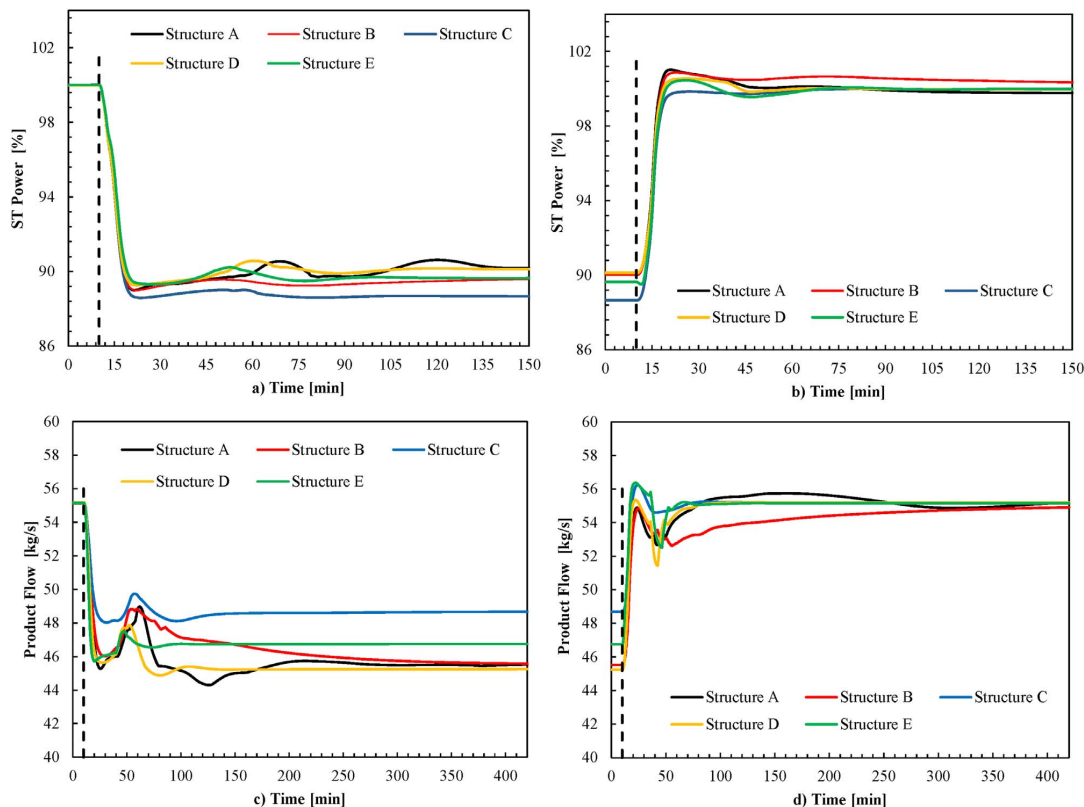 102
98
94
90
86
ST Power [%]
Structure A Structure B Structure C
Structure D Structure E
0 15 30 45 60 75 90 105 120 135 150
a) Time [min]
102
98
94
90
86
ST Power [%]
Structure A Structure B Structure C
Structure D Structure E
0 15 30 45 60 75 90 105 120 135 150
b) Time [min]
60
58
56
54
52
50
48
46
44
42
40
Product Flow [kg/s]
Structure A Structure B Structure C
Structure D Structure E
0 50 100 150 200 250 300 350 400
c) Time [min]
60
58
56
54
52
50
48
46
44
42
40
Product Flow [kg/s]
Structure A Structure B Structure C
Structure D Structure E
0 50 100 150 200 250 300 350 400
d) Time [min]